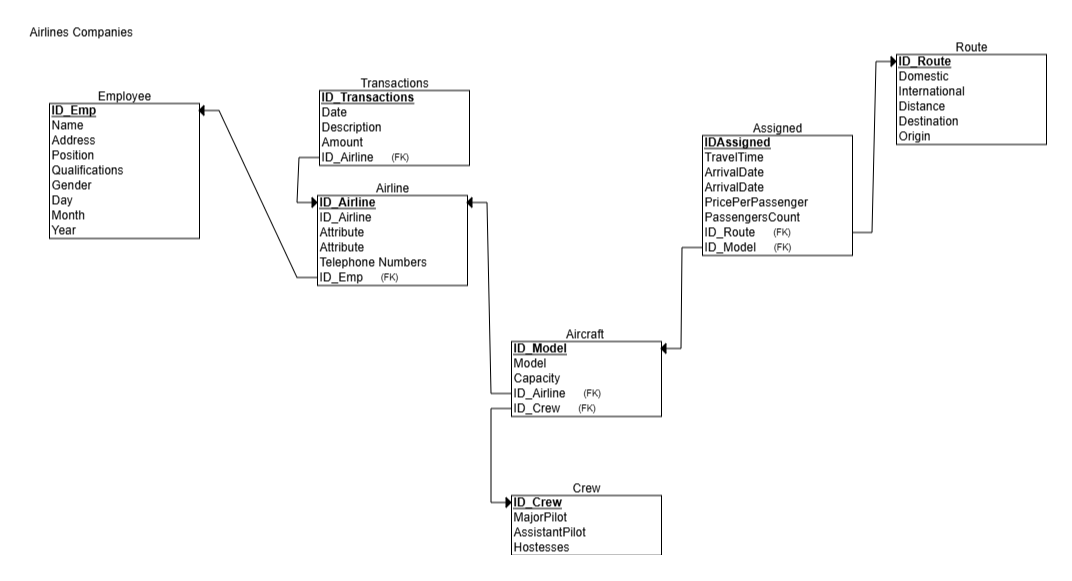 Airlines Companies
Employee
ID_Emp
Name
Address
Position
Qualifications
Gender
Day
Month
Year
Transactions
ID_Transactions
Date
Description
Amount
ID_Airline (FK)
Airline
ID_Airline
ID_Airline
Attribute
Attribute
Telephone Numbers
ID_Emp (FK)
Aircraft
ID_Model
Model
Capacity
ID_Airline (FK)
ID_Crew (FK)
Crew
ID_Crew
MajorPilot
AssistantPilot
Hostesses
Assigned
IDAssigned
TravelTime
ArrivalDate
ArrivalDate
PricePerPassenger
PassengersCount
ID_Route (FK)
ID_Model (FK)
Route
ID_Route
Domestic
International
Distance
Destination
Origin